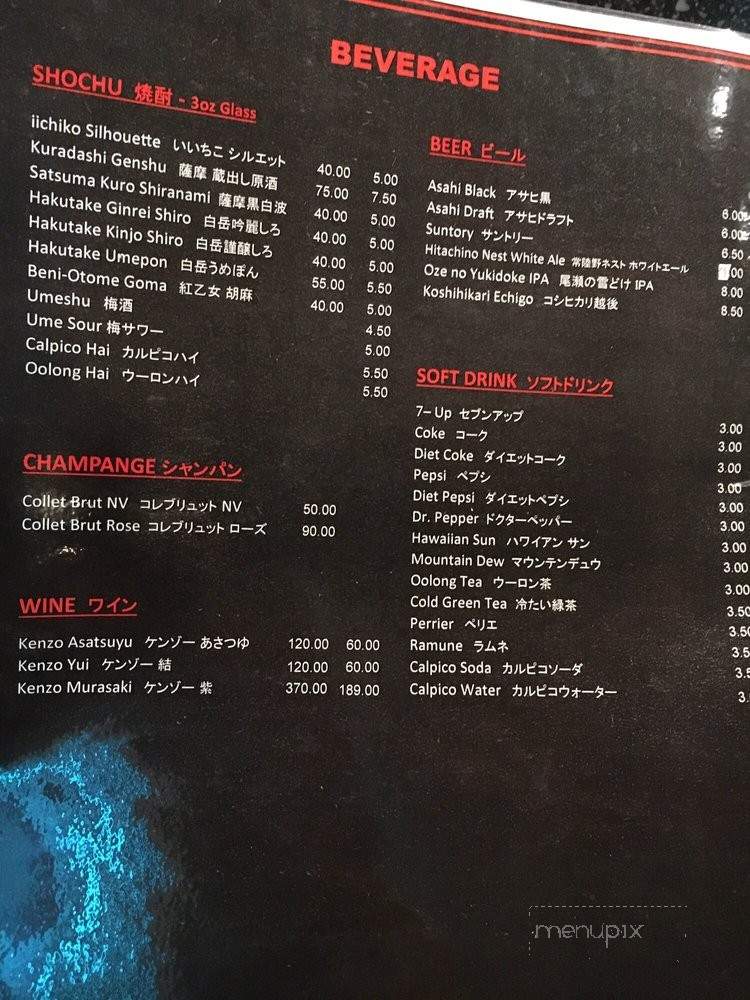 BEVERAGE
SHOCHU 焼酎 - 3oz Glass
iichiko Silhouette いいちこ シルエット 40.00 5.00
Kuradashi Genshu 薩摩 蔵出し原酒 75.00 7.50
Satsuma Kuro Shiranami 薩摩黒白波 40.00 5.00
Hakutake Ginrei Shiro 白岳吟麗しろ 40.00 5.00
Hakutake Kinjo Shiro 白岳謹醸しろ 40.00 5.00
Hakutake Umepon 白岳うめぽん 55.00 5.50
Beni-Otome Goma 紅乙女 胡麻 40.00 5.00
Umeshu 梅酒 4.50
Ume Sour 梅サワー 5.00
Calpico Hai カルピコハイ 5.50
Oolong Hai ウーロンハイ 5.50
CHAMPANGE シャンパン
Collet Brut NV コレブリュット NV 50.00
Collet Brut Rose コレブリュット ローズ 90.00
WINE ワイン
Kenzo Asatsuyu ケンゾー あさつゆ 120.00 60.00
Kenzo Yui ケンゾー 結 120.00 60.00
Kenzo Murasaki ケンゾー 紫 370.00 189.00
BEER ビール
Asahi Black アサヒ黒 6.00
Asahi Draft アサヒドラフト 6.00
Suntory サントリー 6.50
Hitachino Nest White Ale 常陸野ネスト ホワイトエール
Oze no Yukidoke IPA 尾瀬の雪どけ IPA 8.00
Koshihikari Echigo コシヒカリ越後 8.50
SOFT DRINK ソフトドリンク
7–Up セブンアップ 3.00
Coke コーク 3.00
Diet Coke ダイエットコーク 3.00
Pepsi ペプシ 3.00
Diet Pepsi ダイエットペプシ 3.00
Dr. Pepper ドクターペッパー 3.00
Hawaiian Sun ハワイアン サン 3.00
Mountain Dew マウンテンデュウ 3.00
Oolong Tea ウーロン茶 3.00
Cold Green Tea 冷たい緑茶 3.50
Perrier ペリエ 3.50
Ramune ラムネ 3.5
Calpico Soda カルピコソーダ 3.5
Calpico Water カルピコウォーター 3.
menupix